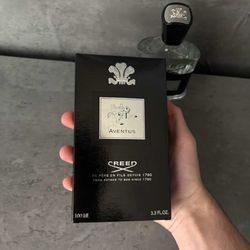 AVENTUS
CREED
DE PÈRE EN FILS DEPUIS 1760
FROM FATHER TO SON SINCE 1760
100 ml
3.3 FL.OZ.